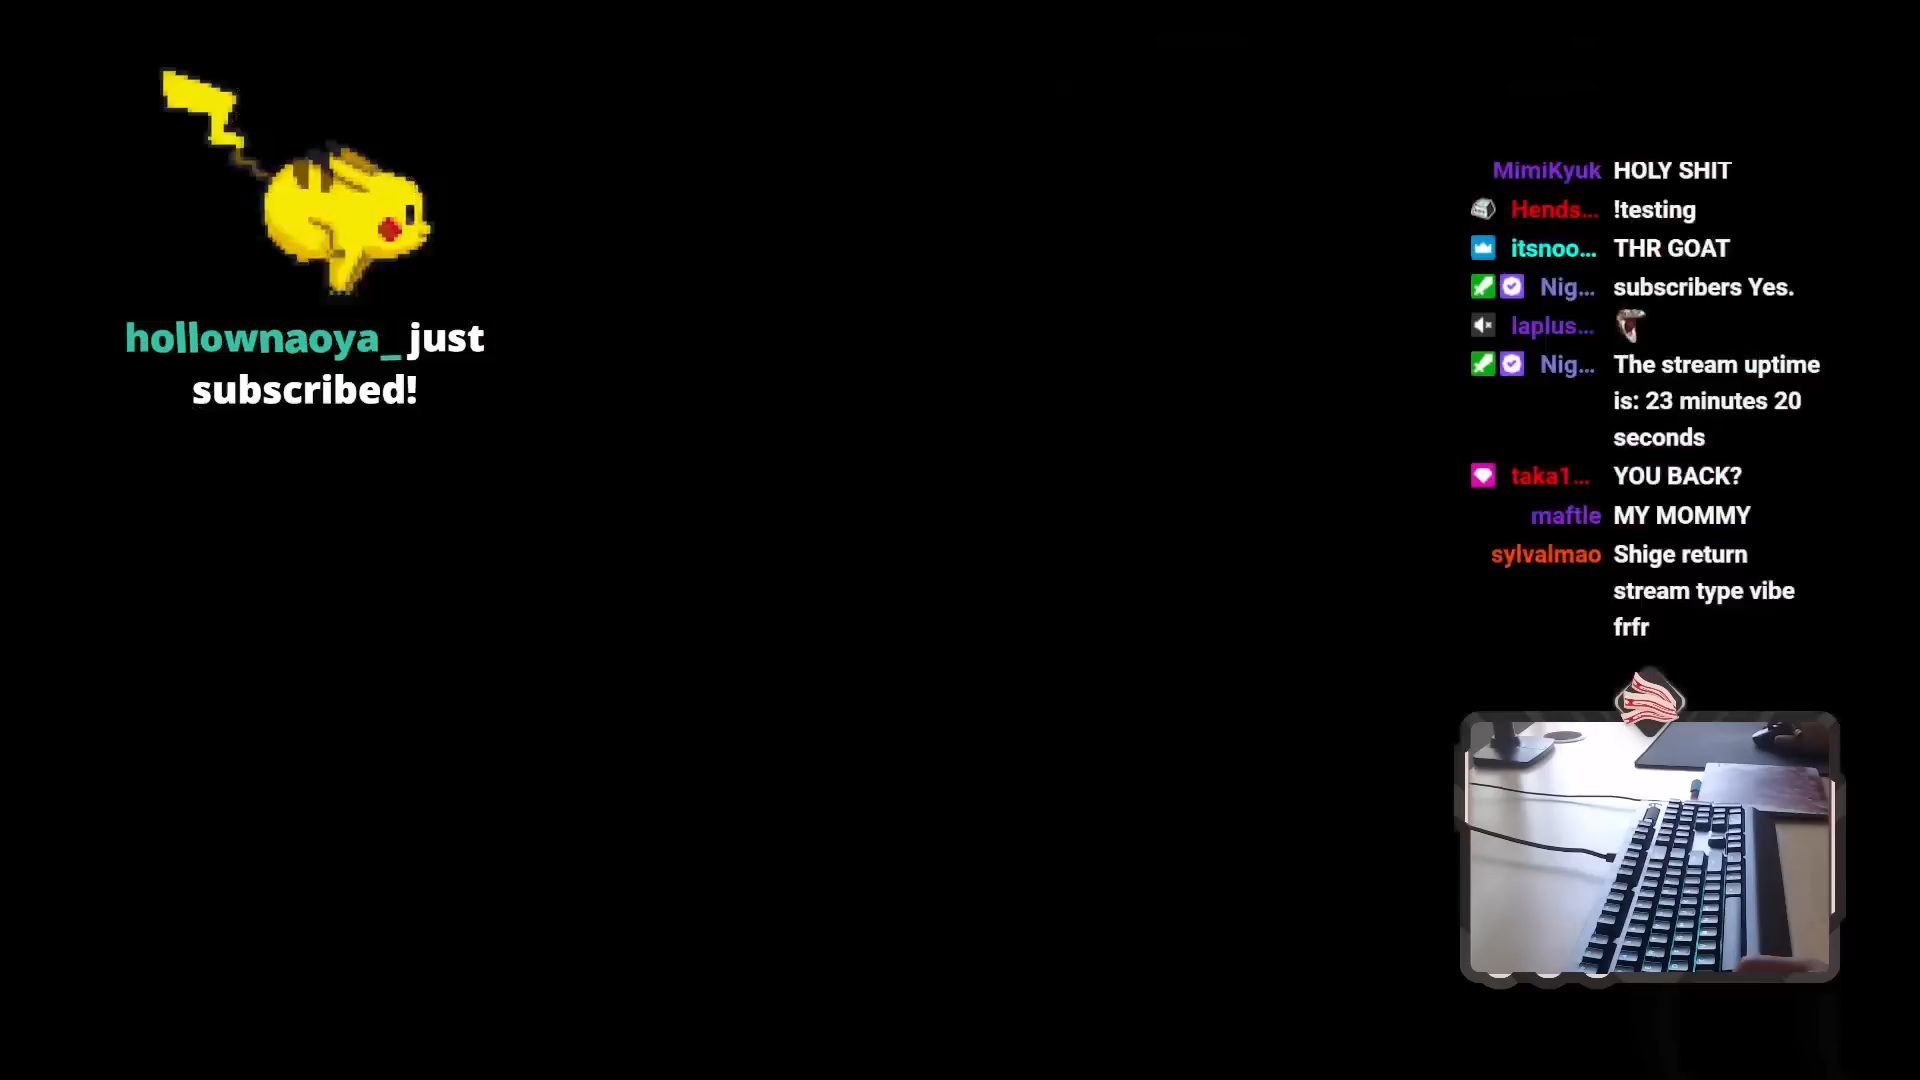 hollownaoya_ just
subscribed!
MimiKyuk HOLY SHIT
Hends... !testing
itsnoo... THR GOAT
Nig... subscribers Yes.
laplus...
Nig... The stream uptime
is: 23 minutes 20
seconds
taka1... YOU BACK?
maftle MY MOMMY
sylvalmao Shige return
stream type vibe
frfr